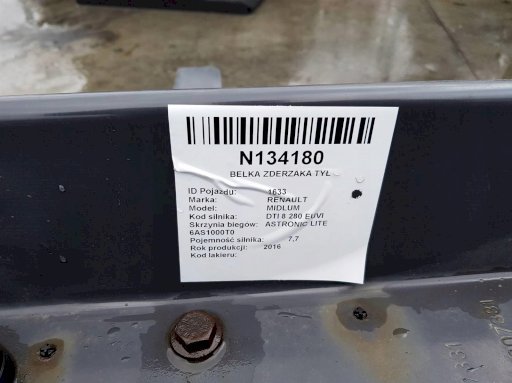 N134180
BELKA ZDERZAKA TYŁ
ID Pojazdu: 1633
Marka: RENAULT
Model: MIDLUM
Kod silnika: DTI 8 280 EUVI
Skrzynia biegów: ASTRONIC LITE
6AS1000T0
Pojemność silnika: 7,7
Rok produkcji: 2016
Kod lakieru: